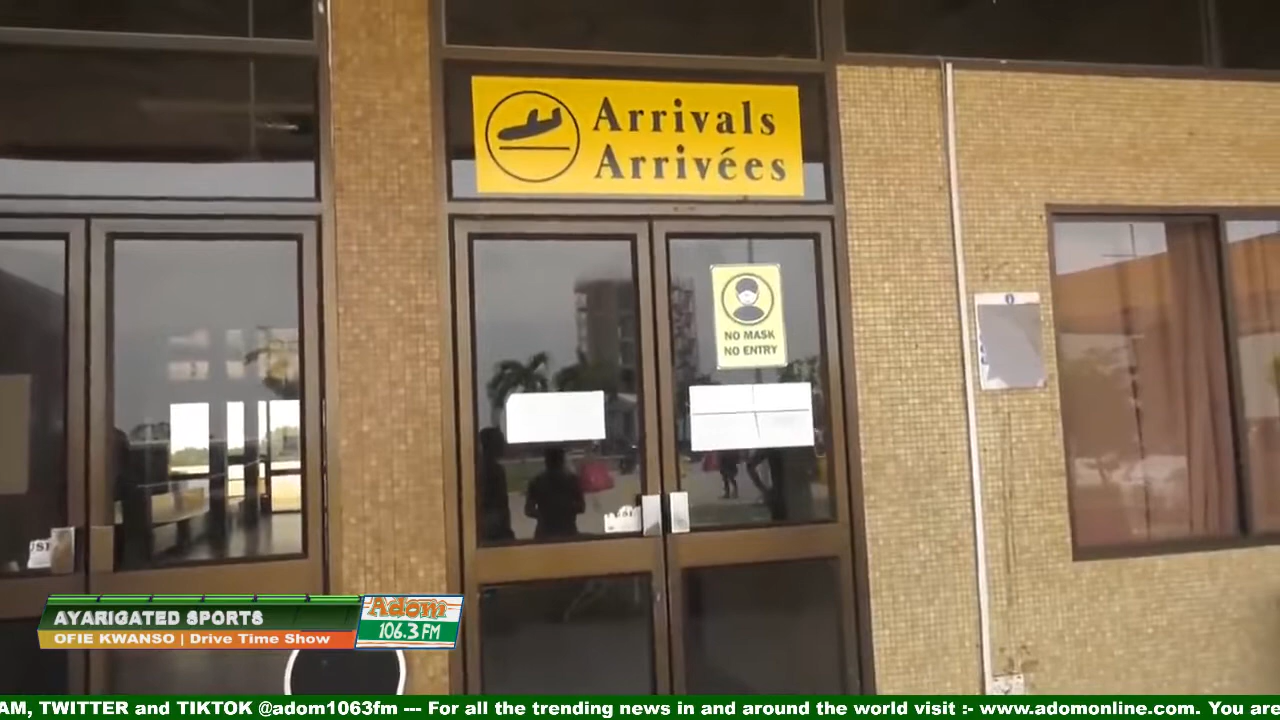 Arrivals
Arrivées
NO MASK
NO ENTRY
AYARIGATED SPORTS
OFIE KWANSO | Drive Time Show
Adom
106.3 FM
AM, TWITTER and TIKTOK @adom1063fm --- For all the trending news in and around the world visit :- www.adomonline.com. You are